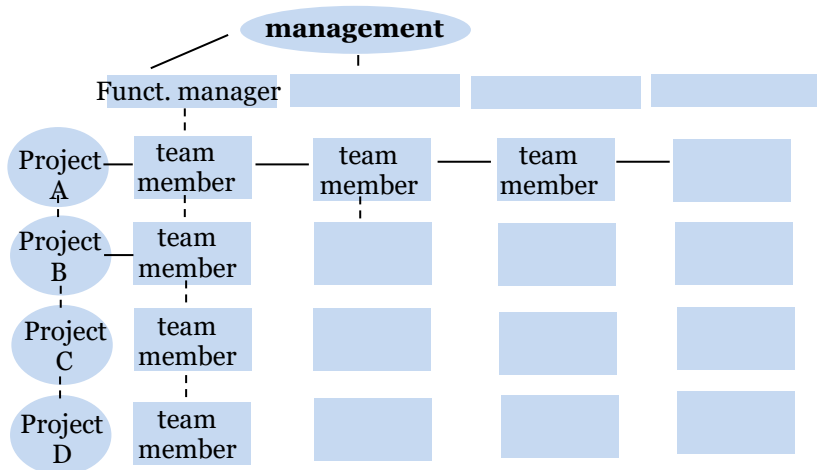 management
Funct. manager
Project
A
team
member
team
member
team
member
Project
B
team
member
Project
C
team
member
Project
D
team
member